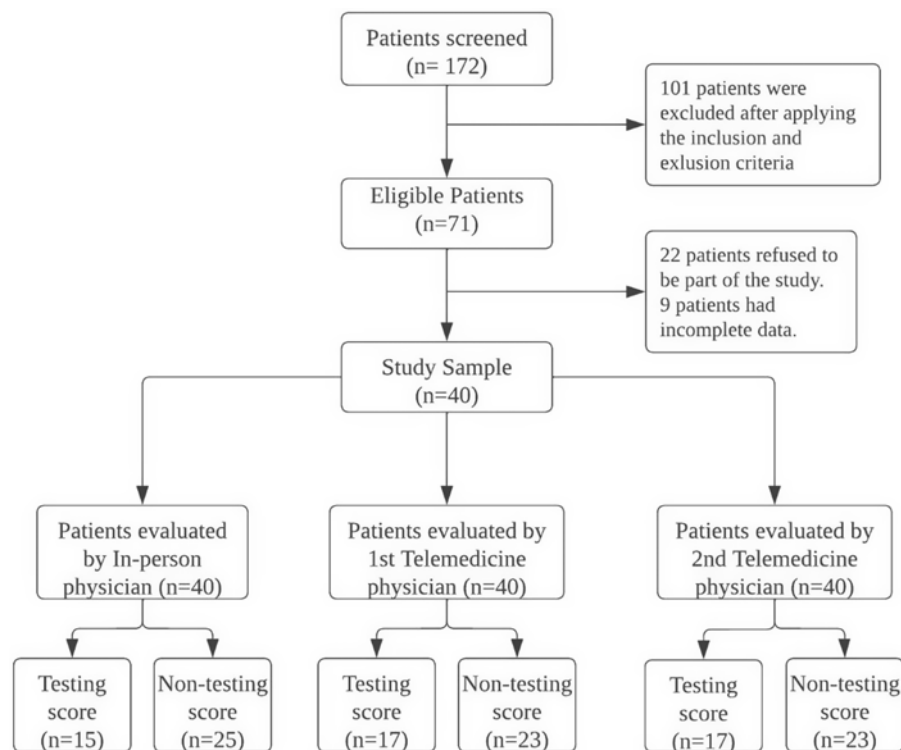 Patients screened
(n= 172)
101 patients were
excluded after applying
the inclusion and
exlusion criteria
Eligible Patients
(n=71)
22 patients refused to
be part of the study.
9 patients had
incomplete data.
Study Sample
(n=40)
Patients evaluated
by In-person
physician (n=40)
Patients evaluated by
1st Telemedicine
physician (n=40)
Patients evaluated by
2nd Telemedicine
physician (n=40)
Testing
score
(n=15)
Non-testing
score
(n=25)
Testing
score
(n=17)
Non-testing
score
(n=23)
Testing
score
(n=17)
Non-testing
score
(n=23)